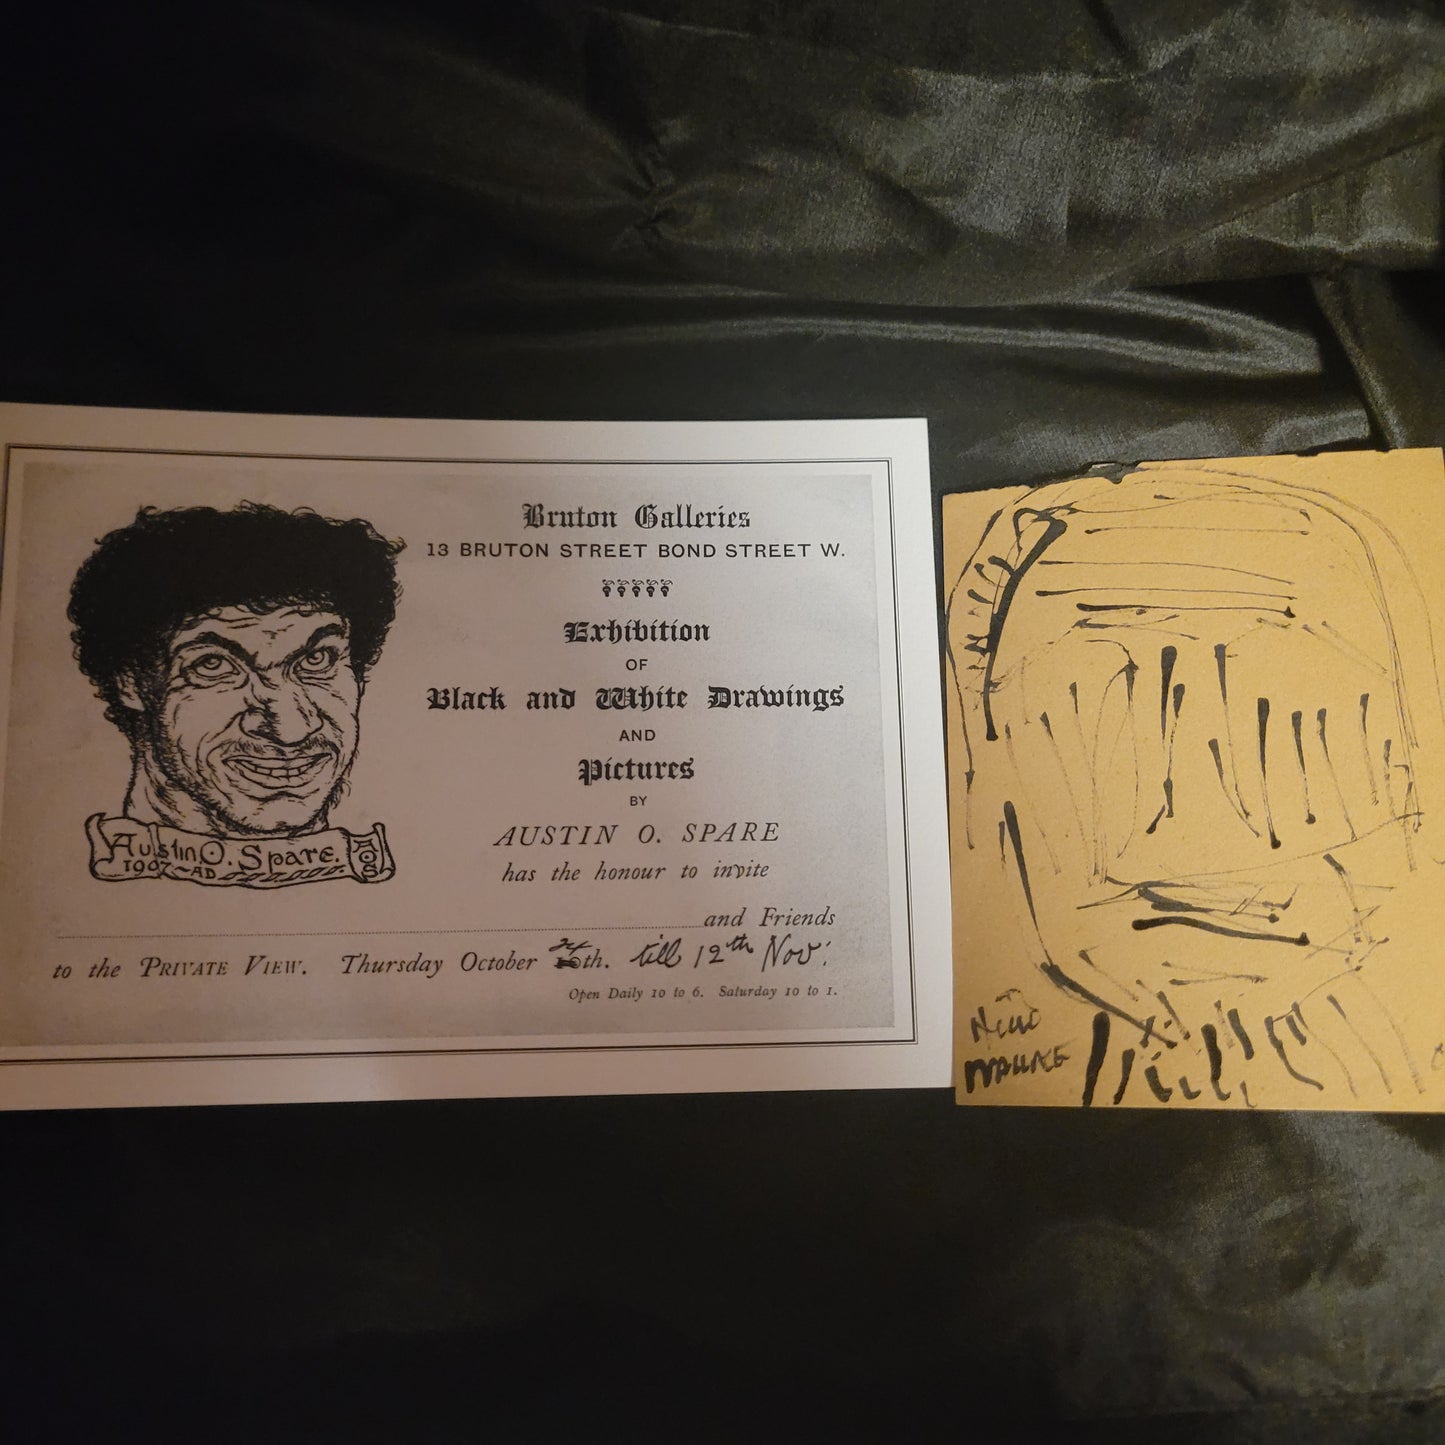 Bruton Galleries
13 BRUTON STREET BOND STREET W.
Exhibition
OF
Black and White Drawings
AND
Pictures
BY
AUSTIN O. SPARE
has the honour to invite
and Friends
to the PRIVATE VIEW. Thursday October 24th. till 12th Nov:
Open Daily 10 to 6. Saturday 10 to 1.
Austin O. Spare.
1907 AD
AOS